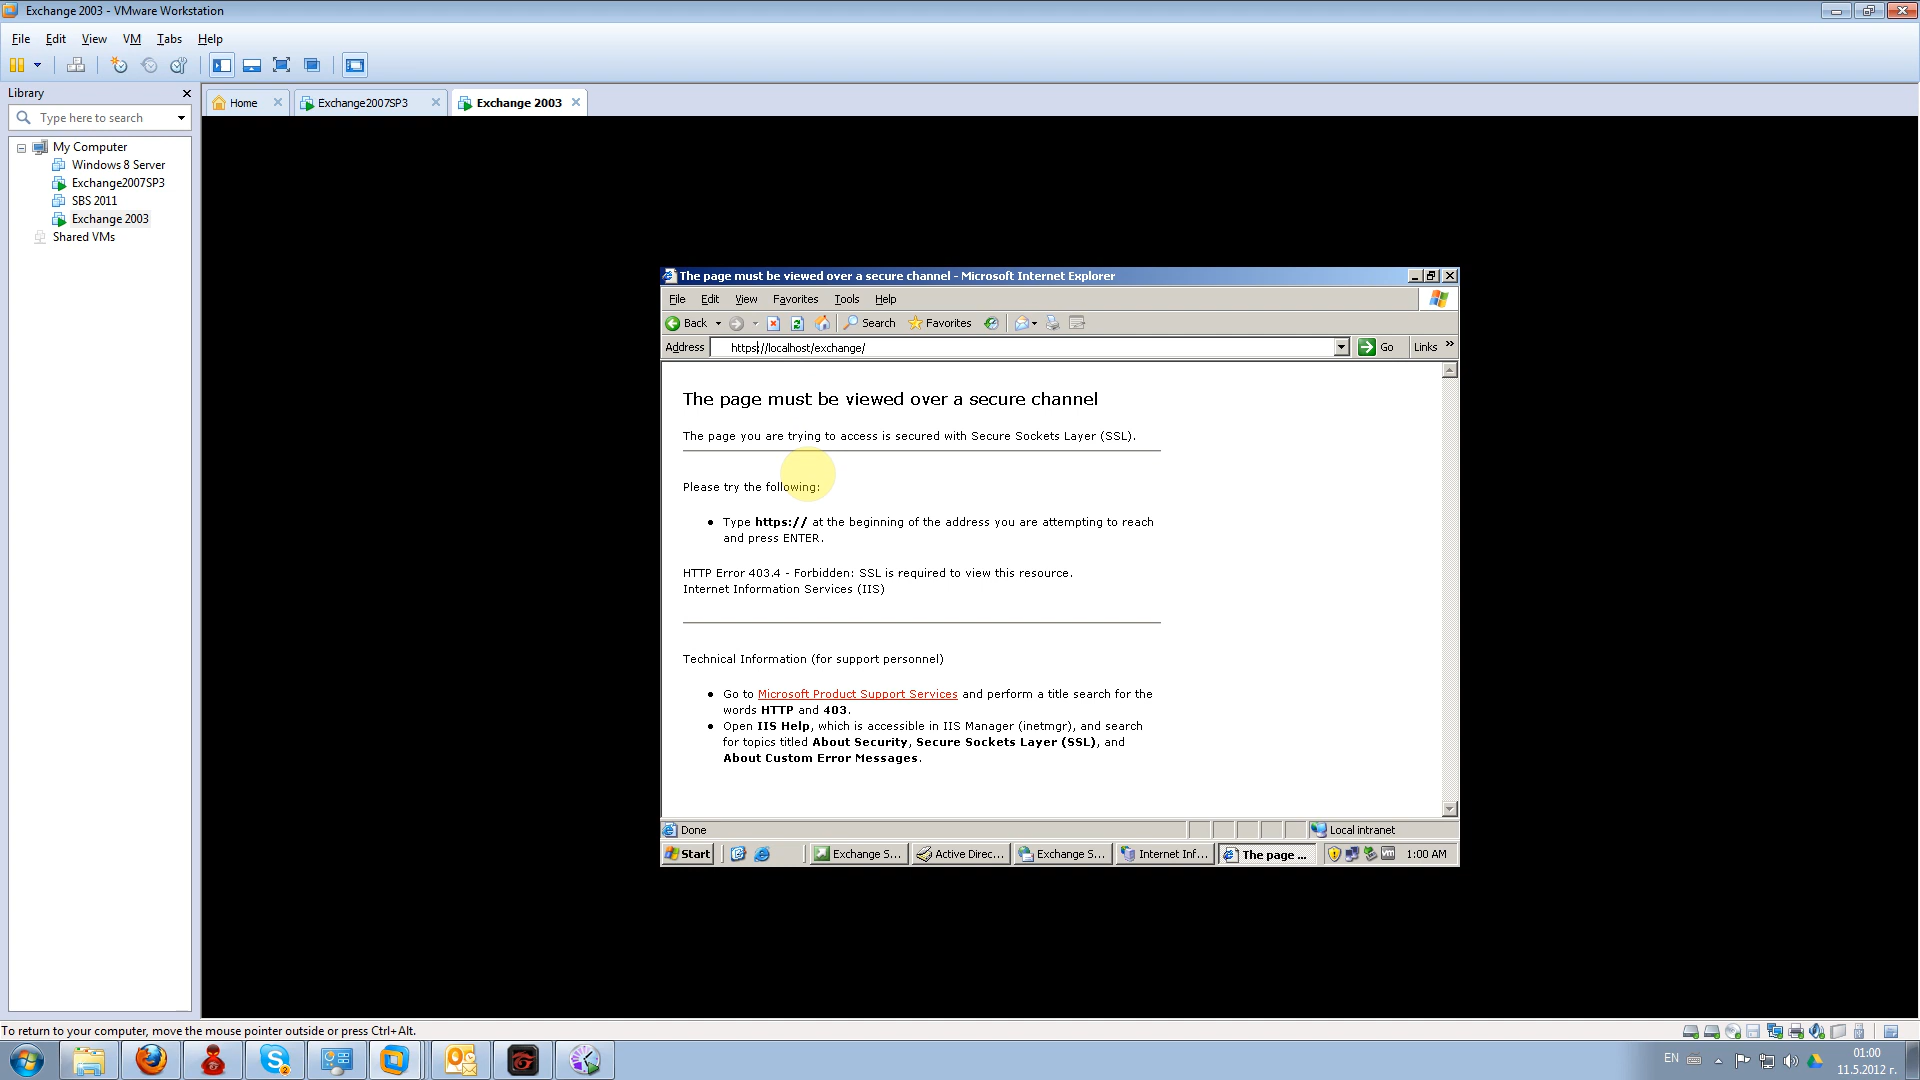 Exchange 2003 - VMware Workstation
File Edit View VM Tabs Help
Library
Home
Exchange2007SP3
Exchange 2003
Type here to search
My Computer
Windows 8 Server
Exchange2007SP3
SBS 2011
Exchange 2003
Shared VMs
The page must be viewed over a secure channel - Microsoft Internet Explorer
File Edit View Favorites Tools Help
Back Search Favorites
Address https://localhost/exchange/ Go Links »
The page must be viewed over a secure channel
The page you are trying to access is secured with Secure Sockets Layer (SSL).
Please try the following:
Type https:// at the beginning of the address you are attempting to reach
and press ENTER.
HTTP Error 403.4 - Forbidden: SSL is required to view this resource.
Internet Information Services (IIS)
Technical Information (for support personnel)
Go to Microsoft Product Support Services and perform a title search for the
words HTTP and 403.
Open IIS Help, which is accessible in IIS Manager (inetmgr), and search
for topics titled About Security, Secure Sockets Layer (SSL), and
About Custom Error Messages.
Done Local intranet
Start Exchange S... Active Direc... Exchange S... Internet Inf... The page ... 1:00 AM
To return to your computer, move the mouse pointer outside or press Ctrl+Alt.
EN 01:00
11.5.2012 г.